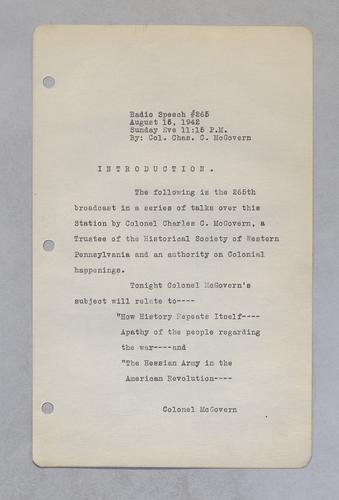 Radio Speech #265
August 16, 1942
Sunday Eve 11:15 P.M.
By: Col. Chas. C. McGovern
INTRODUCTION.
The following is the 265th
broadcast in a series of talks over this
Station by Colonel Charles C. McGovern, a
Trustee of the Historical Society of Western
Pennsylvania and an authority on Colonial
happenings.
Tonight Colonel McGovern's
subject will relate to----
"How History Repeats Itself----
Apathy of the people regarding
the war----and
"The Hessian Army in the
American Revolution----
Colonel McGovern